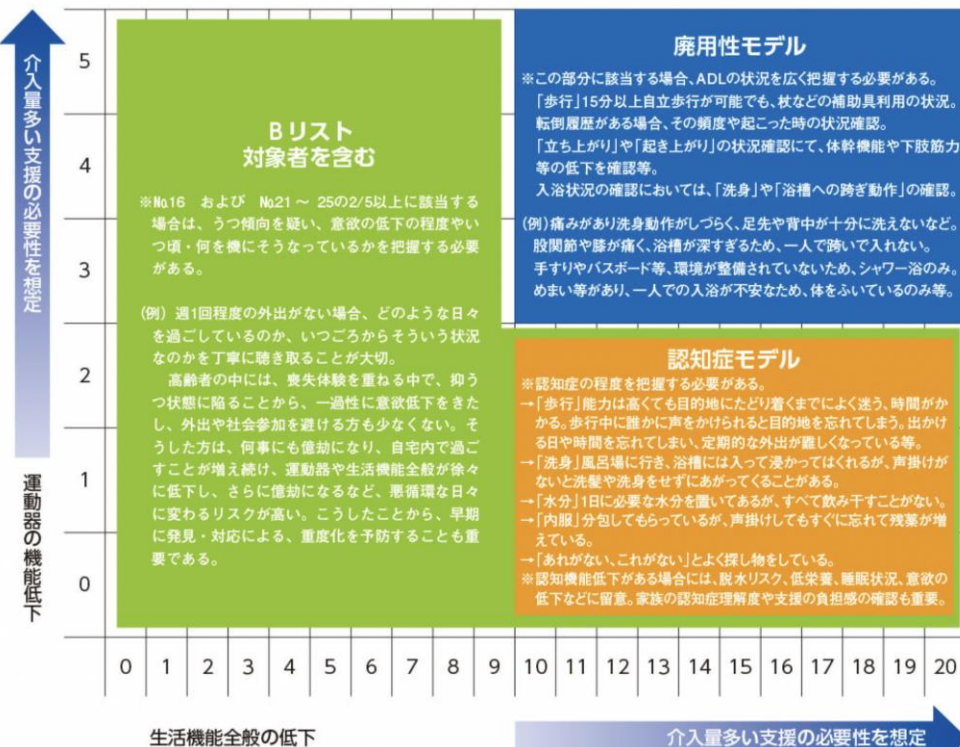 介入量多い支援の必要性を想定
運動器の機能低下
5
4
3
2
1
0
Bリスト
対象者を含む
※No.16 および No.21～25の2/5以上に該当する
場合は、うつ傾向を疑い、意欲の低下の程度やい
つ頃・何を機にそうなっているかを把握する必要
がある。
(例) 週1回程度の外出がない場合、どのような日々
を過ごしているのか、いつごろからそういう状況
なのかを丁寧に聴き取ることが大切。
高齢者の中には、喪失体験を重ねる中で、抑う
つ状態に陥ることから、一過性に意欲低下をきた
し、外出や社会参加を避ける方も少なくない。そ
うした方は、何事にも億劫になり、自宅内で過ご
すことが増え続け、運動器や生活機能全般が徐々
に低下し、さらに億劫になるなど、悪循環な日々
に変わるリスクが高い。こうしたことから、早期
に発見・対応による、重度化を予防することも重
要である。
廃用性モデル
※この部分に該当する場合、ADLの状況を広く把握する必要がある。
「歩行」15分以上自立歩行が可能でも、杖などの補助具利用の状況。
転倒履歴がある場合、その頻度や起こった時の状況確認。
「立ち上がり」や「起き上がり」の状況確認にて、体幹機能や下肢筋力
等の低下を確認等。
入浴状況の確認においては、「洗身」や「浴槽への跨ぎ動作」の確認。
(例)痛みがあり洗身動作がしづらく、足先や背中が十分に洗えないなど。
股関節や膝が痛く、浴槽が深すぎるため、一人で跨いで入れない。
手すりやバスボード等、環境が整備されていないため、シャワー浴のみ。
めまい等があり、一人での入浴が不安なため、体をふいているのみ等。
認知症モデル
※認知症の程度を把握する必要がある。
→「歩行」能力は高くても目的地にたどり着くまでによく迷う、時間がか
かる。歩行中に誰かに声をかけられると目的地を忘れてしまう。出かけ
る日や時間を忘れてしまい、定期的な外出が難しくなっている等。
→「洗身」風呂場に行き、浴槽には入って浸かってはくれるが、声掛けが
ないと洗髪や洗身をせずにあがってくることがある。
→「水分」1日に必要な水分を置いてあるが、すべて飲み干すことがない。
→「内服」分包してもらっているが、声掛けしてもすぐに忘れて残薬が増
えている。
→「あれがない、これがない」とよく探し物をしている。
※認知機能低下がある場合には、脱水リスク、低栄養、睡眠状況、意欲の
低下などに留意。家族の認知症理解度や支援の負担感の確認も重要。
0 1 2 3 4 5 6 7 8 9 10 11 12 13 14 15 16 17 18 19 20
生活機能全般の低下
介入量多い支援の必要性を想定